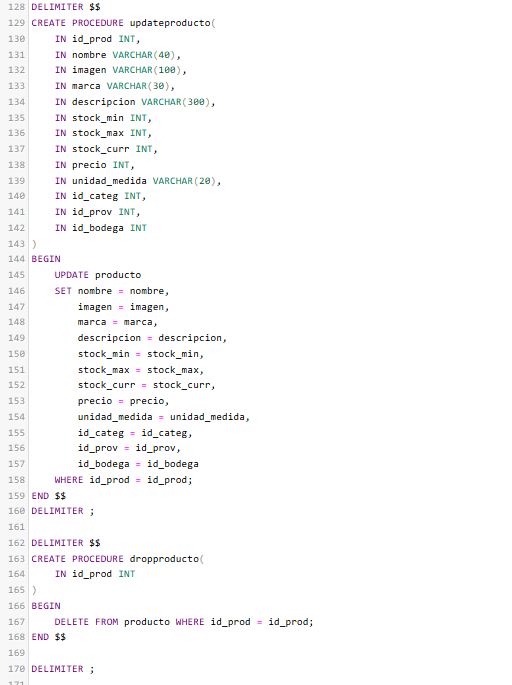 128 DELIMITER $$
129 CREATE PROCEDURE updateproducto(
130     IN id_prod INT,
131     IN nombre VARCHAR(40),
132     IN imagen VARCHAR(100),
133     IN marca VARCHAR(30),
134     IN descripcion VARCHAR(300),
135     IN stock_min INT,
136     IN stock_max INT,
137     IN stock_curr INT,
138     IN precio INT,
139     IN unidad_medida VARCHAR(20),
140     IN id_categ INT,
141     IN id_prov INT,
142     IN id_bodega INT
143 )
144 BEGIN
145     UPDATE producto
146     SET nombre = nombre,
147         imagen = imagen,
148         marca = marca,
149         descripcion = descripcion,
150         stock_min = stock_min,
151         stock_max = stock_max,
152         stock_curr = stock_curr,
153         precio = precio,
154         unidad_medida = unidad_medida,
155         id_categ = id_categ,
156         id_prov = id_prov,
157         id_bodega = id_bodega
158     WHERE id_prod = id_prod;
159 END $$
160 DELIMITER ;
161
162 DELIMITER $$
163 CREATE PROCEDURE dropproducto(
164     IN id_prod INT
165 )
166 BEGIN
167     DELETE FROM producto WHERE id_prod = id_prod;
168 END $$
169
170 DELIMITER ;
171